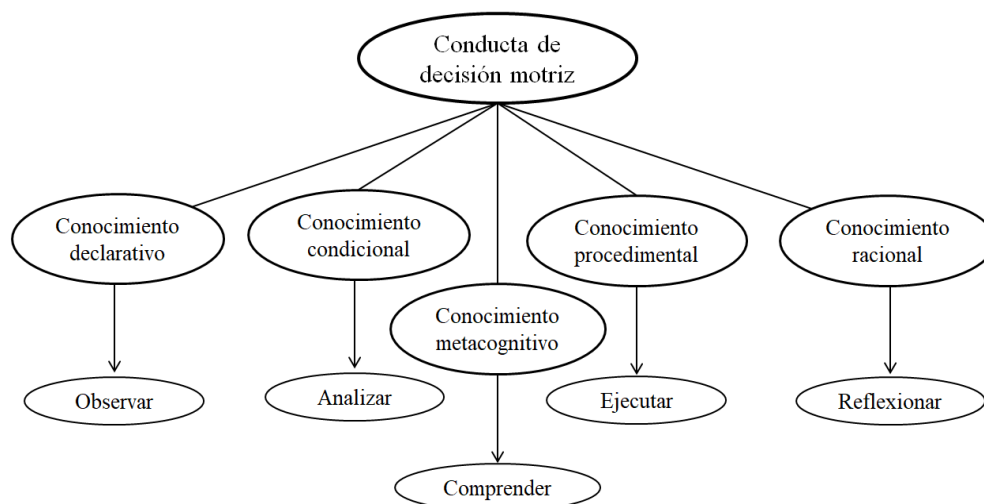 Conducta de
decisión motriz
Conocimiento
declarativo
Conocimiento
condicional
Conocimiento
metacognitivo
Conocimiento
procedimental
Conocimiento
racional
Observar
Analizar
Comprender
Ejecutar
Reflexionar